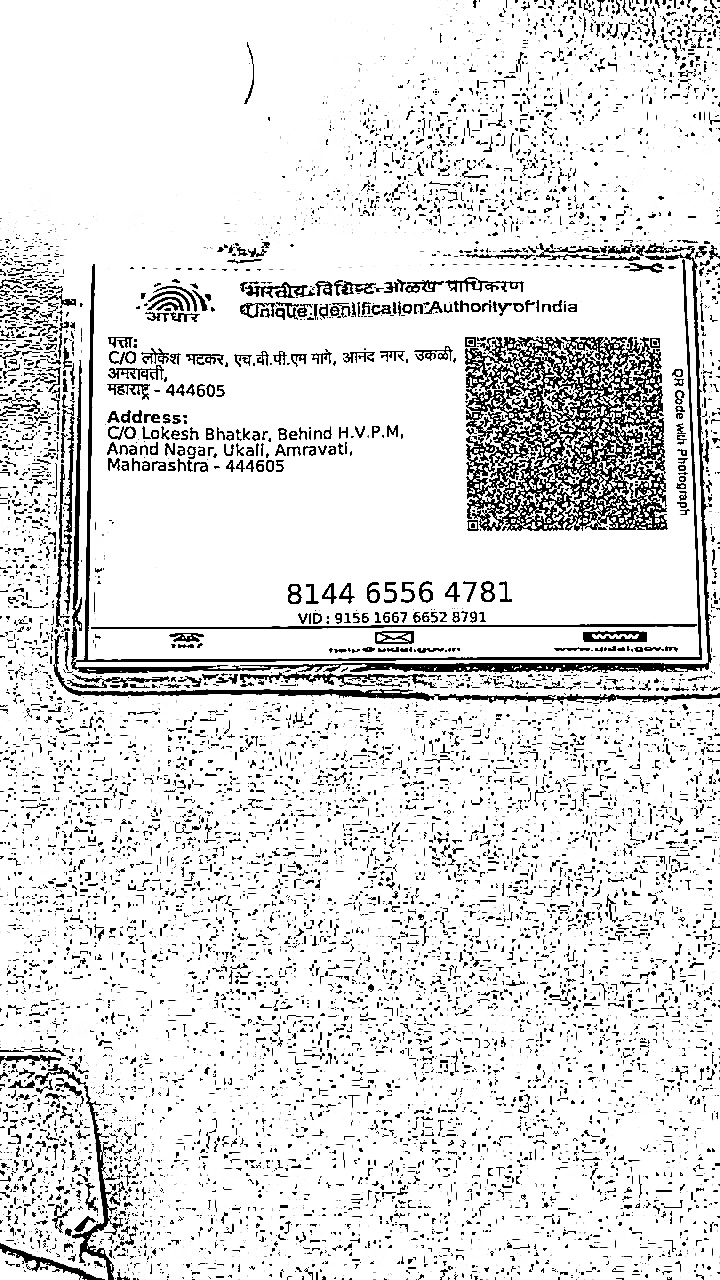 भारतीय विशिष्ट ओळख प्राधिकरण
Unique Identification Authority of India
आधार
पत्ता:
C/O लोकेश भटकर, एच.वी.पी.एम मागे, आनंद नगर, उकळी,
अमरावती,
महाराष्ट्र - 444605
Address:
C/O Lokesh Bhatkar, Behind H.V.P.M,
Anand Nagar, Ukali, Amravati,
Maharashtra - 444605
QR Code with Photograph
8144 6556 4781
VID : 9156 1667 6652 8791
1947
help@uidai.gov.in
www
www.uidai.gov.in